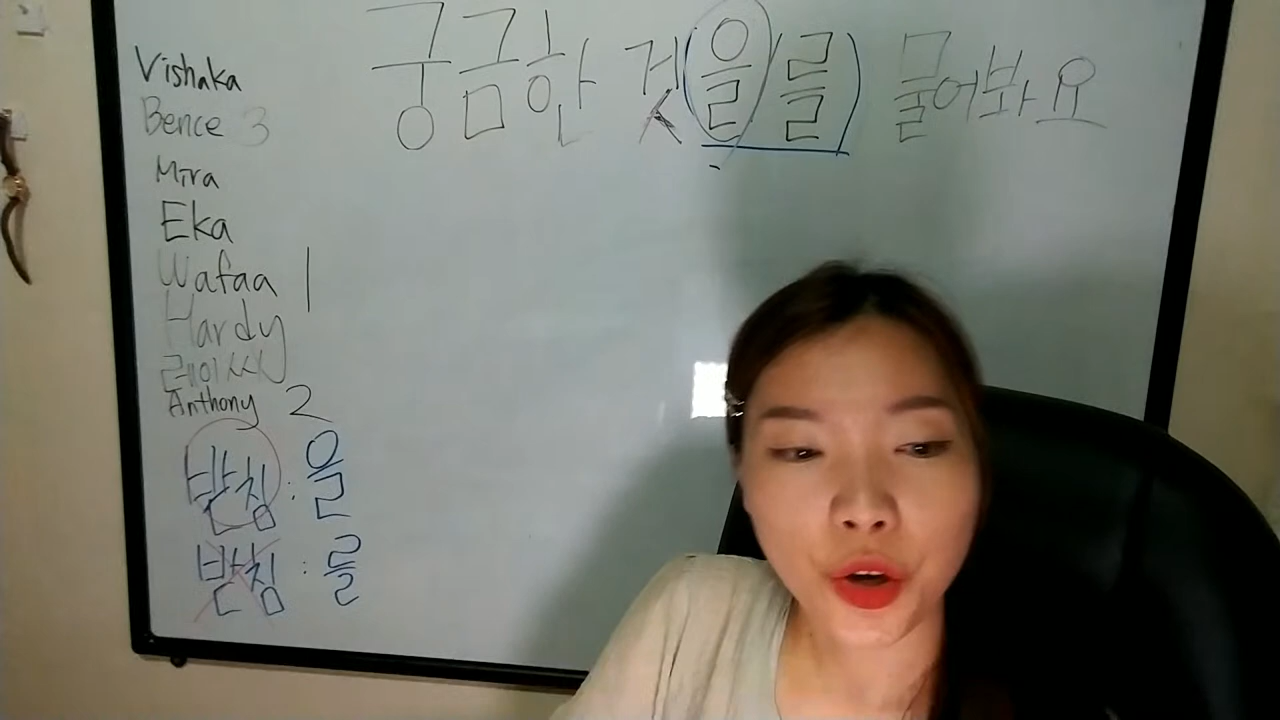 궁금한 것(을/를) 물어봐요
Vishaka
Bence 3
Mira
Eka
Wafaa 1
Hardy
레이씨
Anthony 2
받침 : 을
받침 : 를